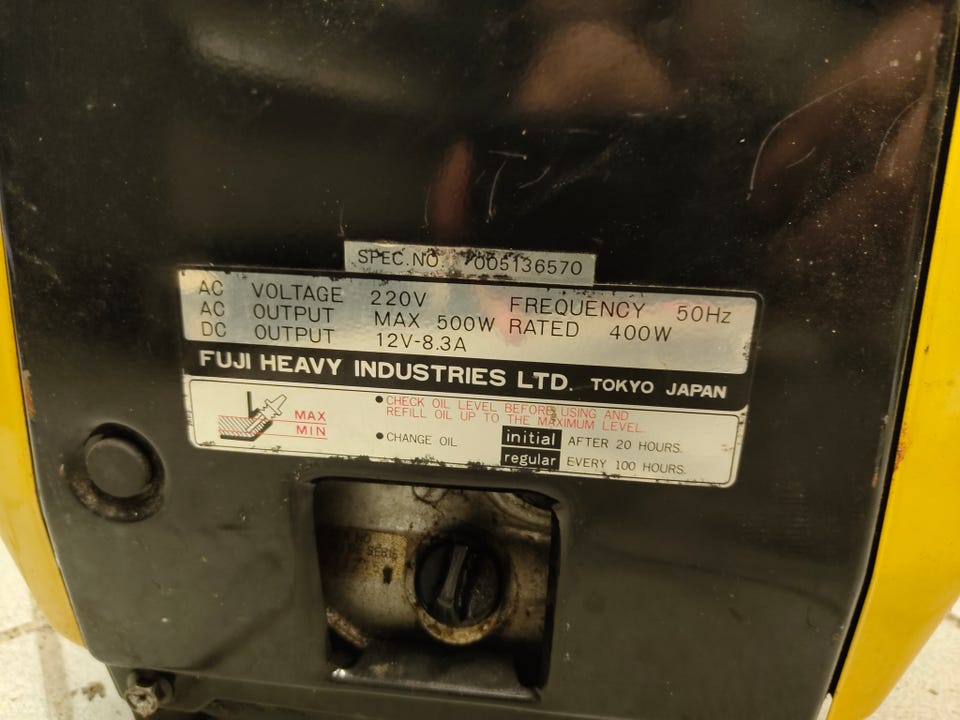 SPEC.NO. 7005136570
AC VOLTAGE 220V FREQUENCY 50Hz
AC OUTPUT MAX 500W RATED 400W
DC OUTPUT 12V-8.3A
FUJI HEAVY INDUSTRIES LTD. TOKYO JAPAN
MAX
MIN
• CHECK OIL LEVEL BEFORE USING AND
REFILL OIL UP TO THE MAXIMUM LEVEL.
• CHANGE OIL initial AFTER 20 HOURS.
regular EVERY 100 HOURS.